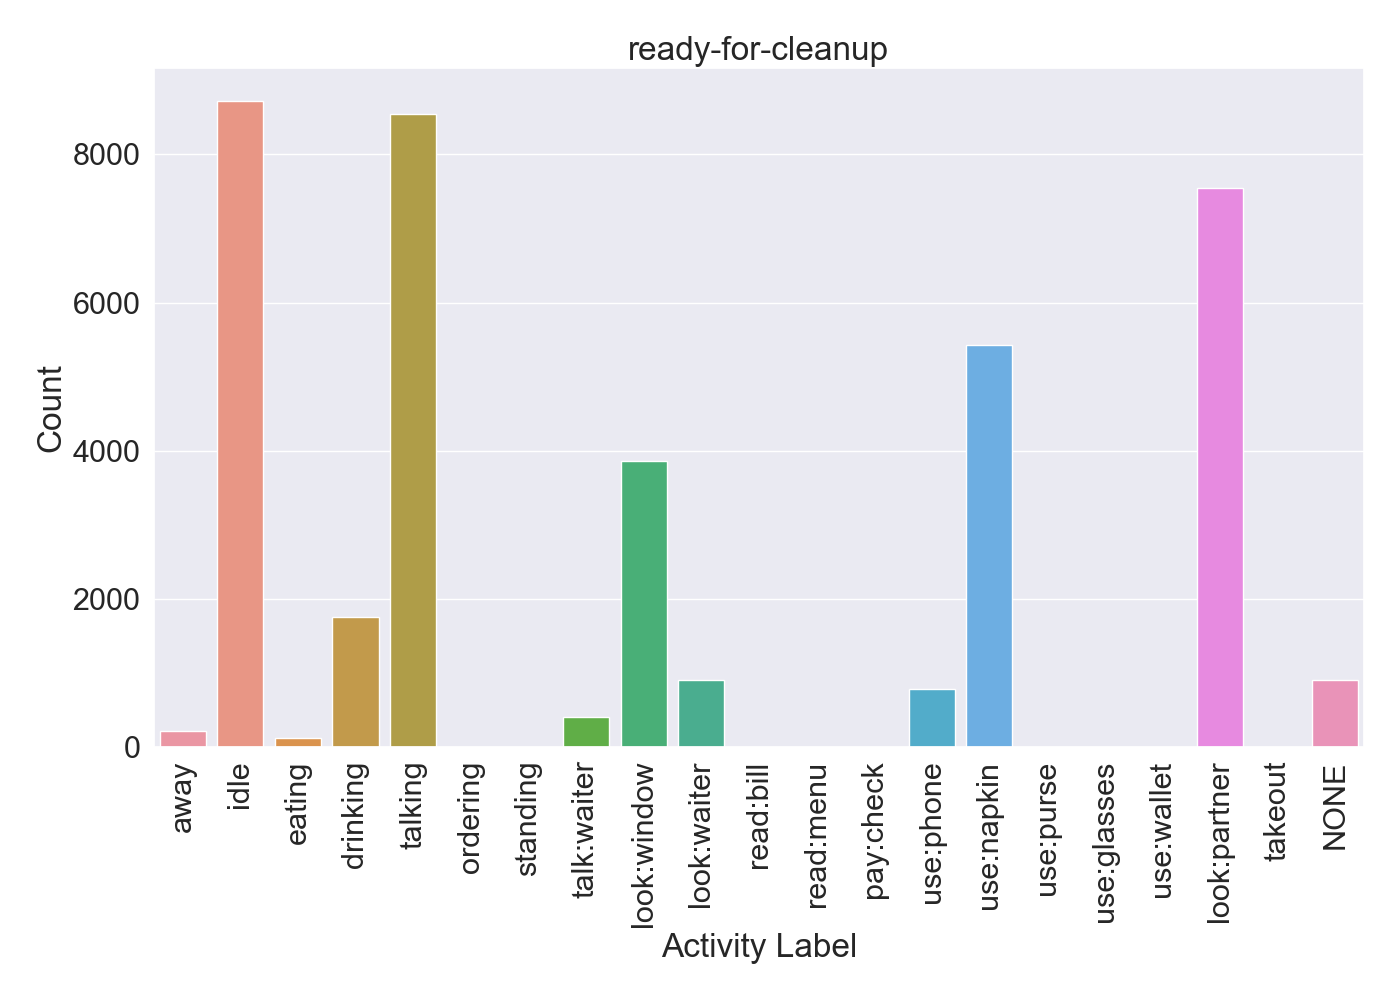 ready-for-cleanup
Count
8000
6000
4000
2000
0
away
idle
eating
drinking
talking
ordering
standing
talk:waiter
look:window
look:waiter
read:bill
read:menu
pay:check
use:phone
use:napkin
use:purse
use:glasses
use:wallet
look:partner
takeout
NONE
Activity Label